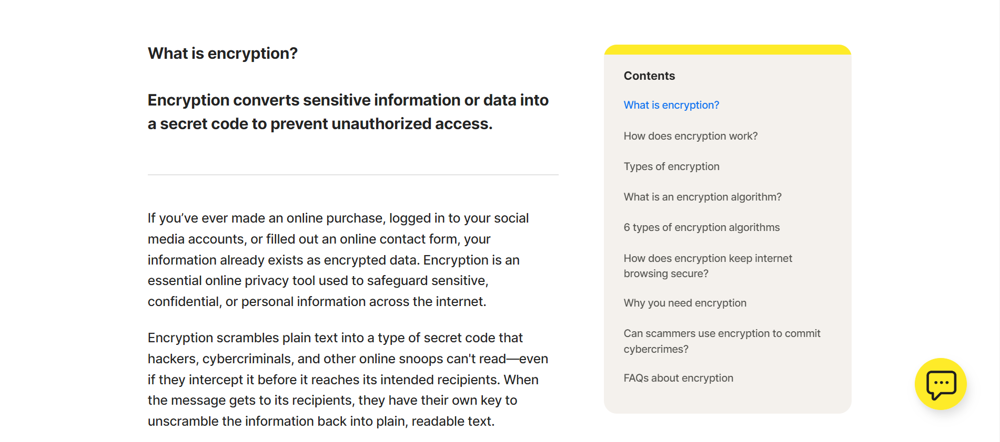 What is encryption?
Encryption converts sensitive information or data into
a secret code to prevent unauthorized access.
If you’ve ever made an online purchase, logged in to your social
media accounts, or filled out an online contact form, your
information already exists as encrypted data. Encryption is an
essential online privacy tool used to safeguard sensitive,
confidential, or personal information across the internet.
Encryption scrambles plain text into a type of secret code that
hackers, cybercriminals, and other online snoops can't read—even
if they intercept it before it reaches its intended recipients. When
the message gets to its recipients, they have their own key to
unscramble the information back into plain, readable text.
Contents
What is encryption?
How does encryption work?
Types of encryption
What is an encryption algorithm?
6 types of encryption algorithms
How does encryption keep internet
browsing secure?
Why you need encryption
Can scammers use encryption to commit
cybercrimes?
FAQs about encryption